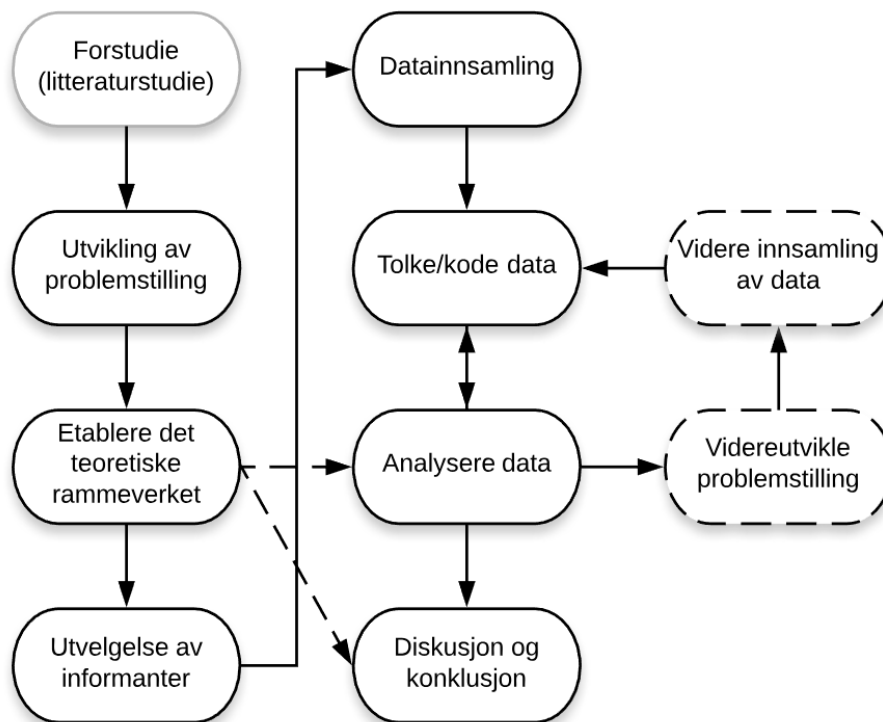 Forstudie
(litteraturstudie)
Utvikling av
problemstilling
Etablere det
teoretiske
rammeverket
Utvelgelse av
informanter
Datainnsamling
Tolke/kode data
Analysere data
Diskusjon og
konklusjon
Videre innsamling
av data
Videreutvikle
problemstilling